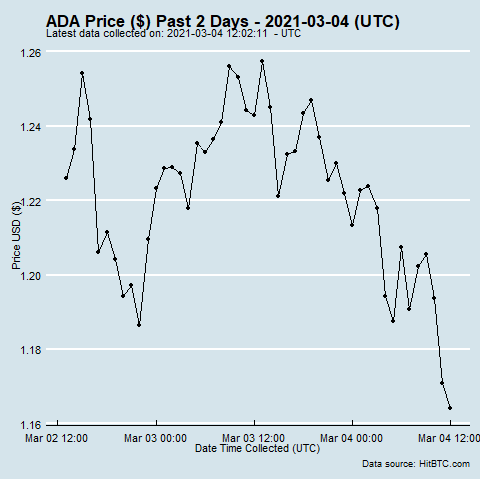 ADA Price ($) Past 2 Days - 2021-03-04 (UTC)
Latest data collected on: 2021-03-04 12:02:11  - UTC
1.26
1.24
1.22
1.20
1.18
1.16
Price USD ($)
Mar 02 12:00 Mar 03 00:00 Mar 03 12:00 Mar 04 00:00 Mar 04 12:00
Date Time Collected (UTC)
Data source: HitBTC.com